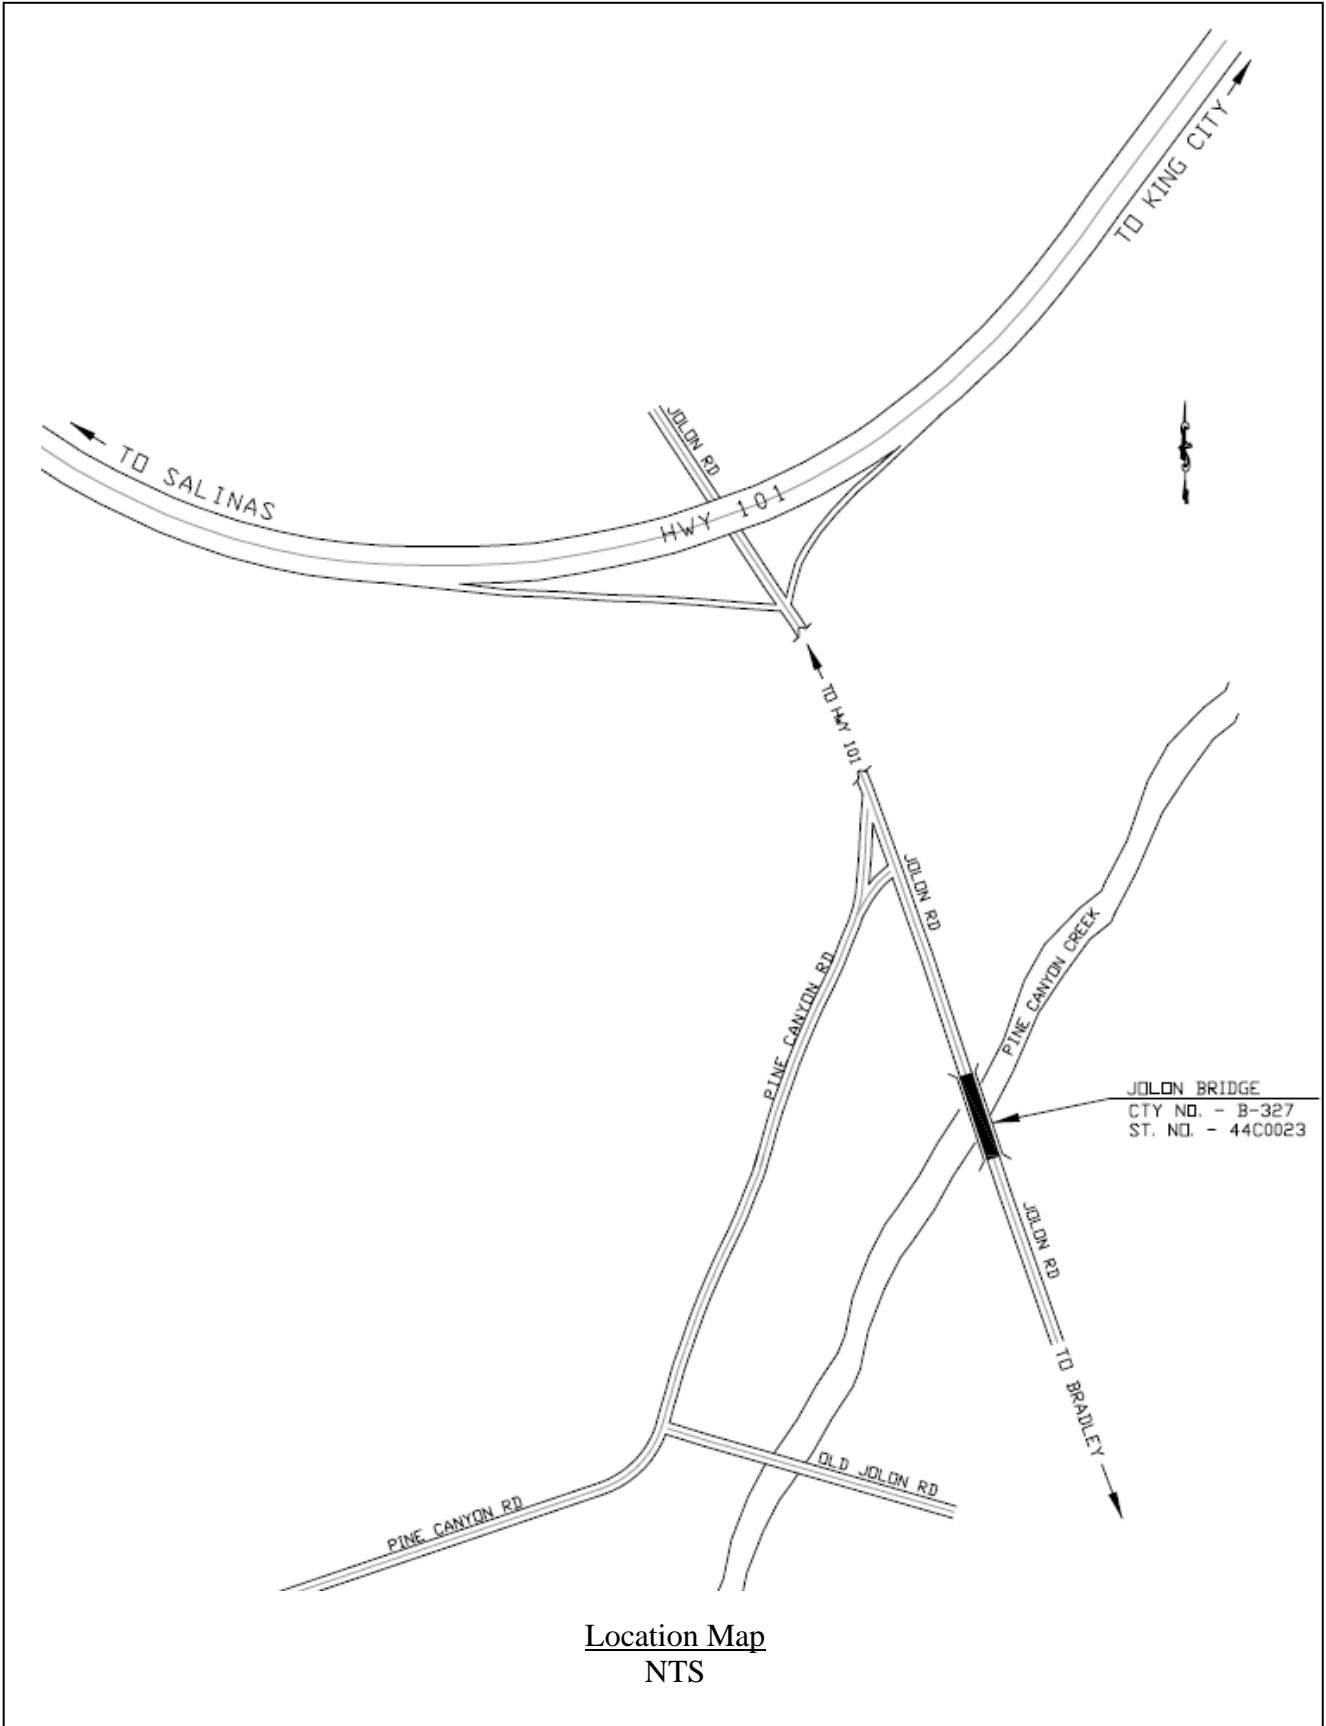 TO KING CITY
JOLON RD
TO SALINAS
HWY 101
TO HWY 101
JOLON RD
PINE CANYON CREEK
PINE CANYON RD
JOLON BRIDGE
CTY NO. - B-327
ST. NO. - 44C0023
JOLON RD
TO BRADLEY
OLD JOLON RD
PINE CANYON RD
Location Map
NTS